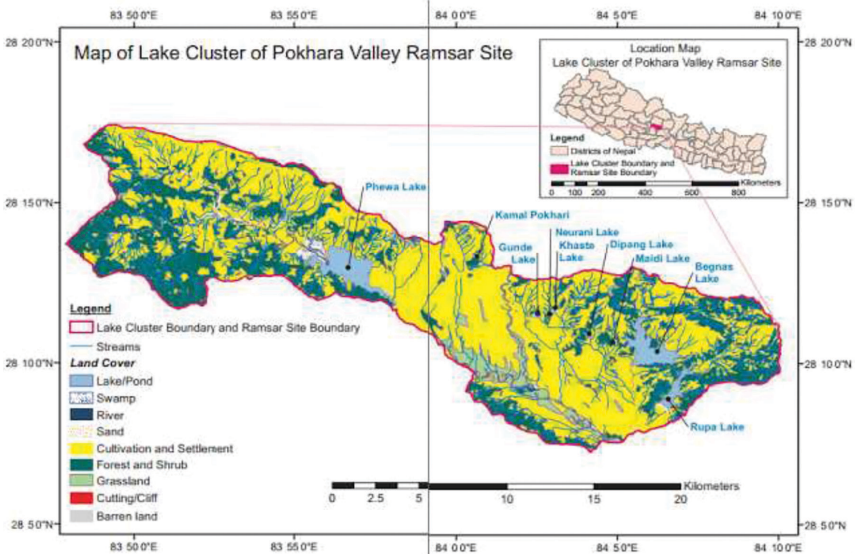 83 50'0"E 83 55'0"E 84 0 0"E 84 5'0"E 84 10'0"E
28 20'0"N 28 20'0"N
Map of Lake Cluster of Pokhara Valley Ramsar Site
Location Map
Lake Cluster of Pokhara Valley Ramsar Site
Legend
Districts of Nepal
Lake Cluster Boundary and
Ramsar Site Boundary
Kilometers
0 100 200 400 600 800
28 15'0"N 28 15'0"N
Phewa Lake
Kamal Pokhari
Gunde
Lake
Neurani Lake
Khaste
Lake
Dipang Lake
Maidi Lake
Begnas
Lake
Rupa Lake
28 10'0"N 28 10'0"N
Legend
Lake Cluster Boundary and Ramsar Site Boundary
Streams
Land Cover
Lake/Pond
Swamp
River
Sand
Cultivation and Settlement
Forest and Shrub
Grassland
Cutting/Cliff
Barren land
Kilometers
0 2.5 5 10 15 20
28 5 0"N 28 5 0"N
83 50'0"E 83 55'0"E 84 0 0"E 84 5'0"E 84 10'0"E